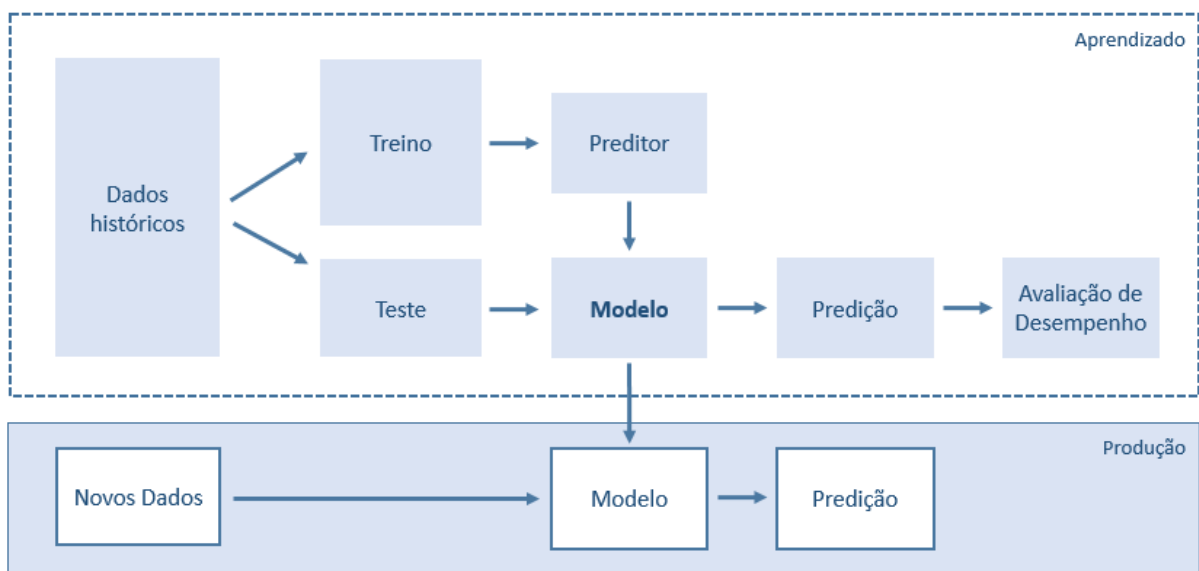 Aprendizado
Dados
históricos
Treino
Preditor
Teste
Modelo
Predição
Avaliação de
Desempenho
Produção
Novos Dados
Modelo
Predição